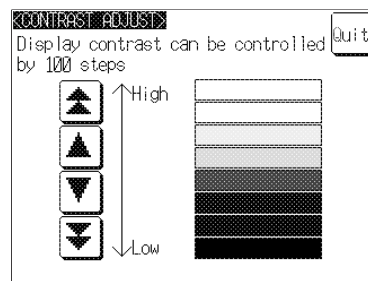 <CONTRAST ADJUST>
Display contrast can be controlled
by 100 steps
Quit
High
Low